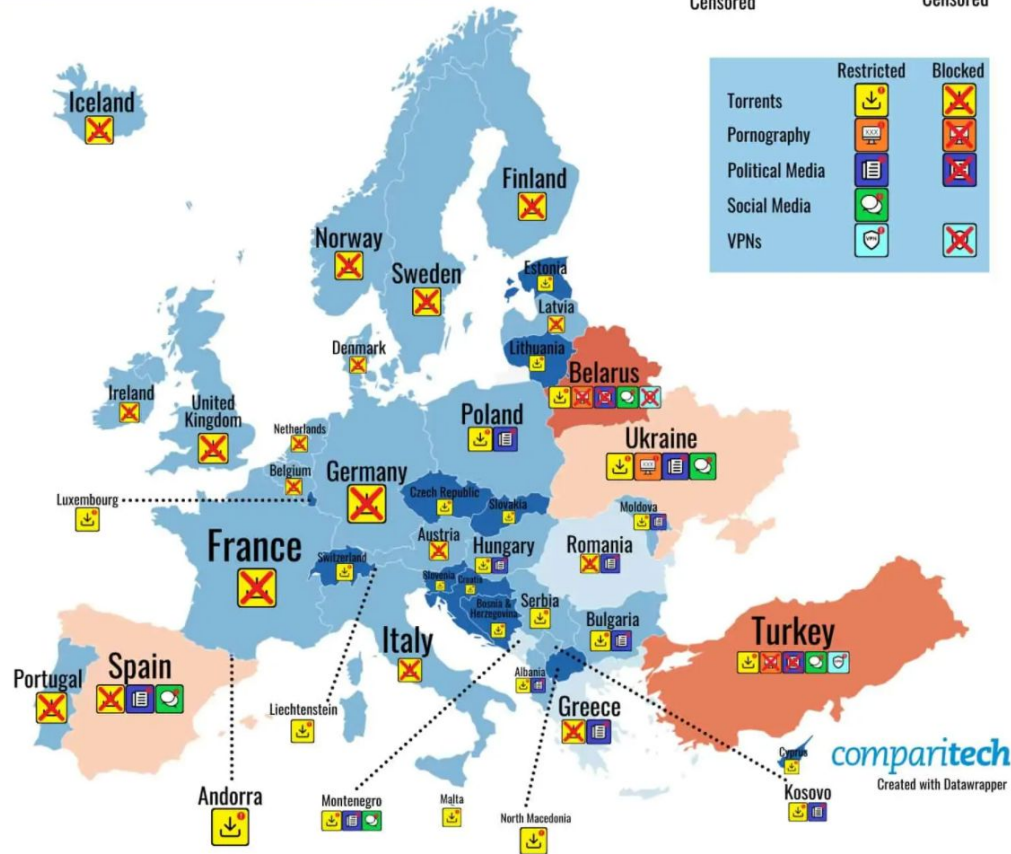 Censored
Censored
Restricted
Blocked
Torrents
Pornography
XXX
Political Media
Social Media
VPNs
VPN
Iceland
Finland
Norway
Sweden
Estonia
Latvia
Denmark
Lithuania
Belarus
Ireland
United
Kingdom
Netherlands
Poland
Ukraine
Belgium
Germany
Luxembourg
Czech Republic
Slovakia
Moldova
France
Austria
Hungary
Romania
Switzerland
Slovenia
Croatia
Bosnia &
Herzegovina
Serbia
Bulgaria
Turkey
Italy
Portugal
Spain
Albania
Greece
Liechtenstein
Cyprus
comparitech
Created with Datawrapper
Andorra
Montenegro
Malta
North Macedonia
Kosovo